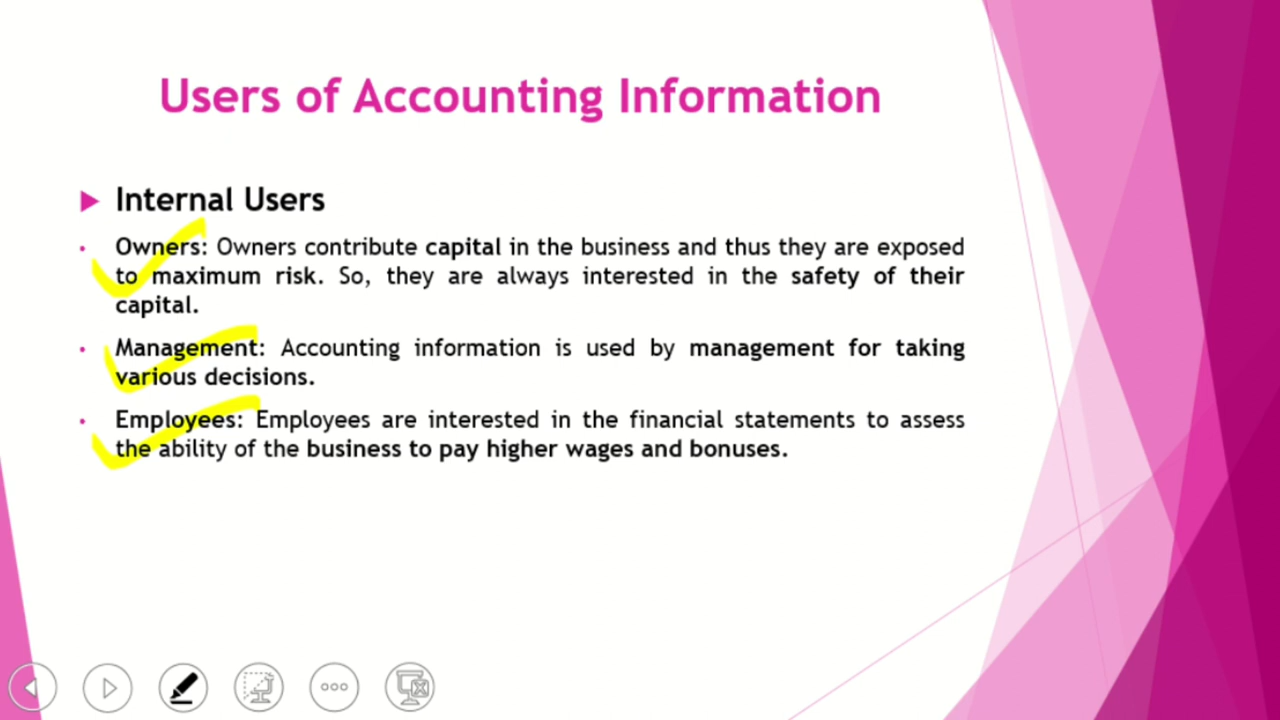 Users of Accounting Information
Internal Users
Owners: Owners contribute capital in the business and thus they are exposed
to maximum risk. So, they are always interested in the safety of their
capital.
Management: Accounting information is used by management for taking
various decisions.
Employees: Employees are interested in the financial statements to assess
the ability of the business to pay higher wages and bonuses.